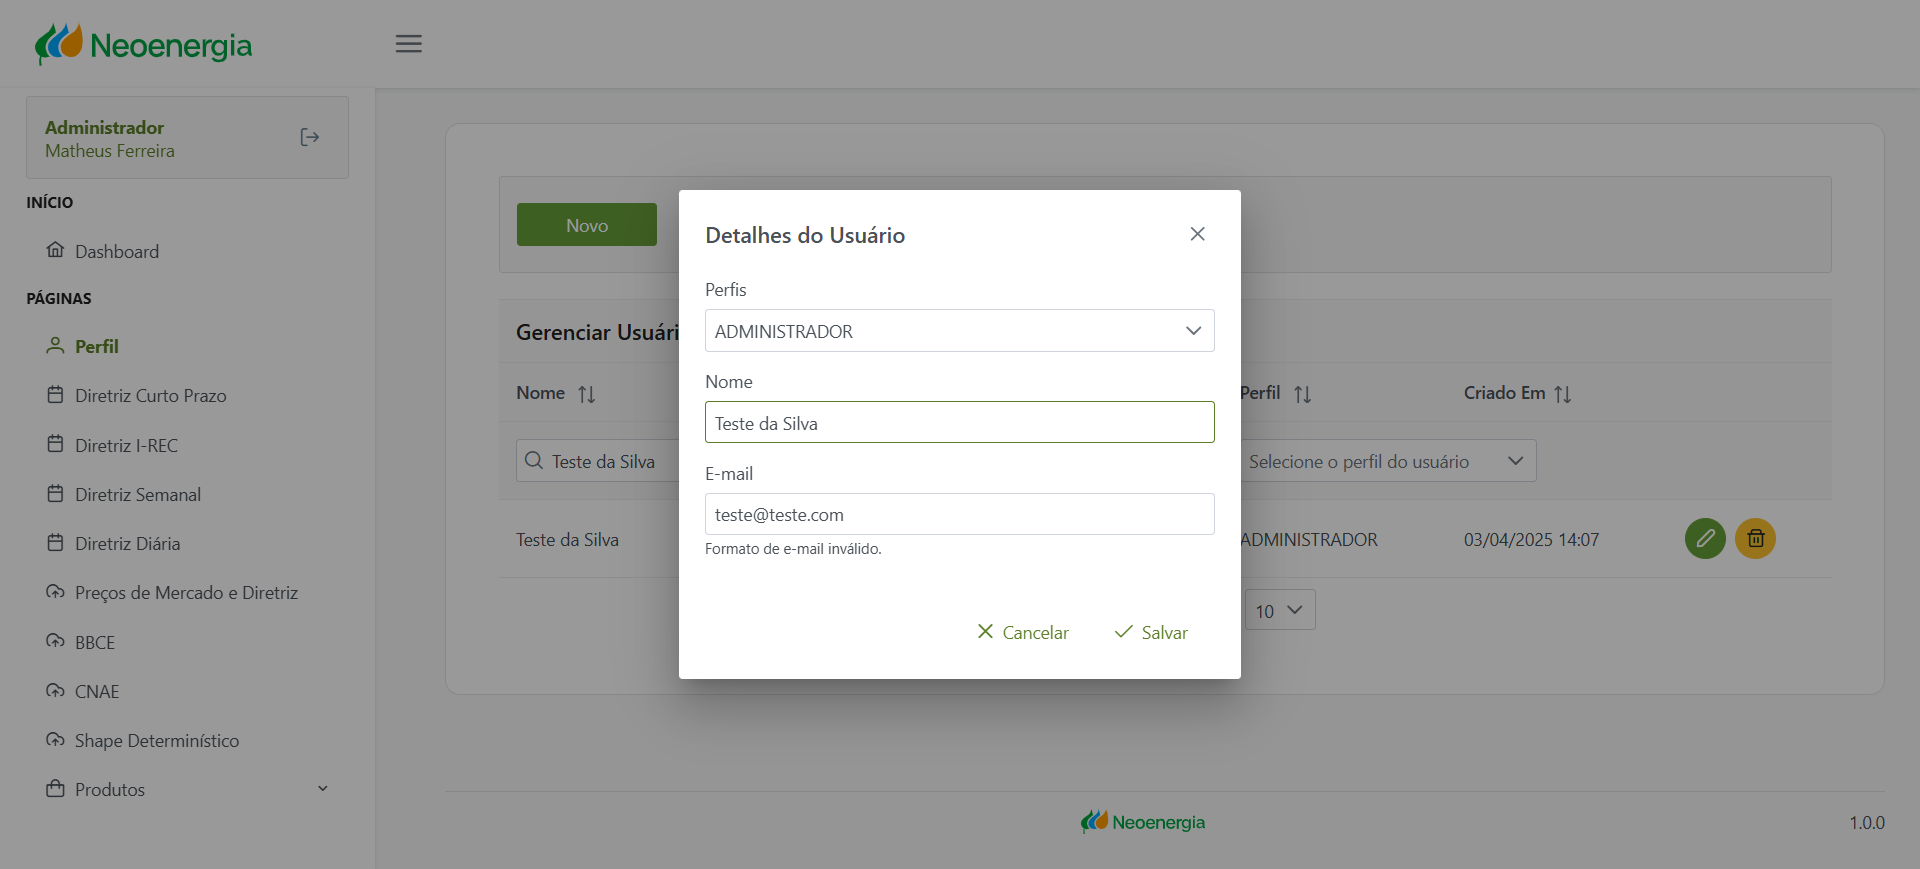 Neoenergia
Administrador
Matheus Ferreira
INÍCIO
Dashboard
PÁGINAS
Perfil
Diretriz Curto Prazo
Diretriz I-REC
Diretriz Semanal
Diretriz Diária
Preços de Mercado e Diretriz
BBCE
CNAE
Shape Determinístico
Produtos
Novo
Gerenciar Usuári
Nome
Perfil
Criado Em
Teste da Silva
Selecione o perfil do usuário
Teste da Silva
ADMINISTRADOR
03/04/2025 14:07
10
Detalhes do Usuário
Perfis
ADMINISTRADOR
Nome
Teste da Silva
E-mail
teste@teste.com
Formato de e-mail inválido.
Cancelar
Salvar
Neoenergia
1.0.0